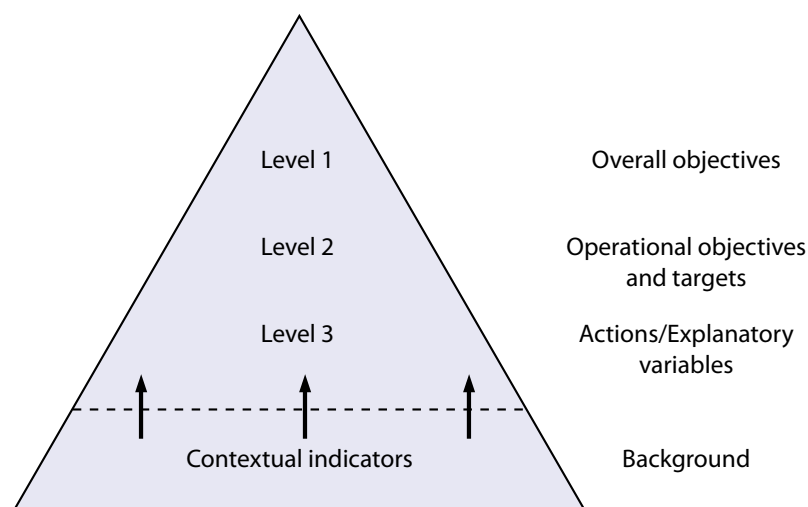 Level 1
Overall objectives
Level 2
Operational objectives
and targets
Level 3
Actions/Explanatory
variables
Contextual indicators
Background